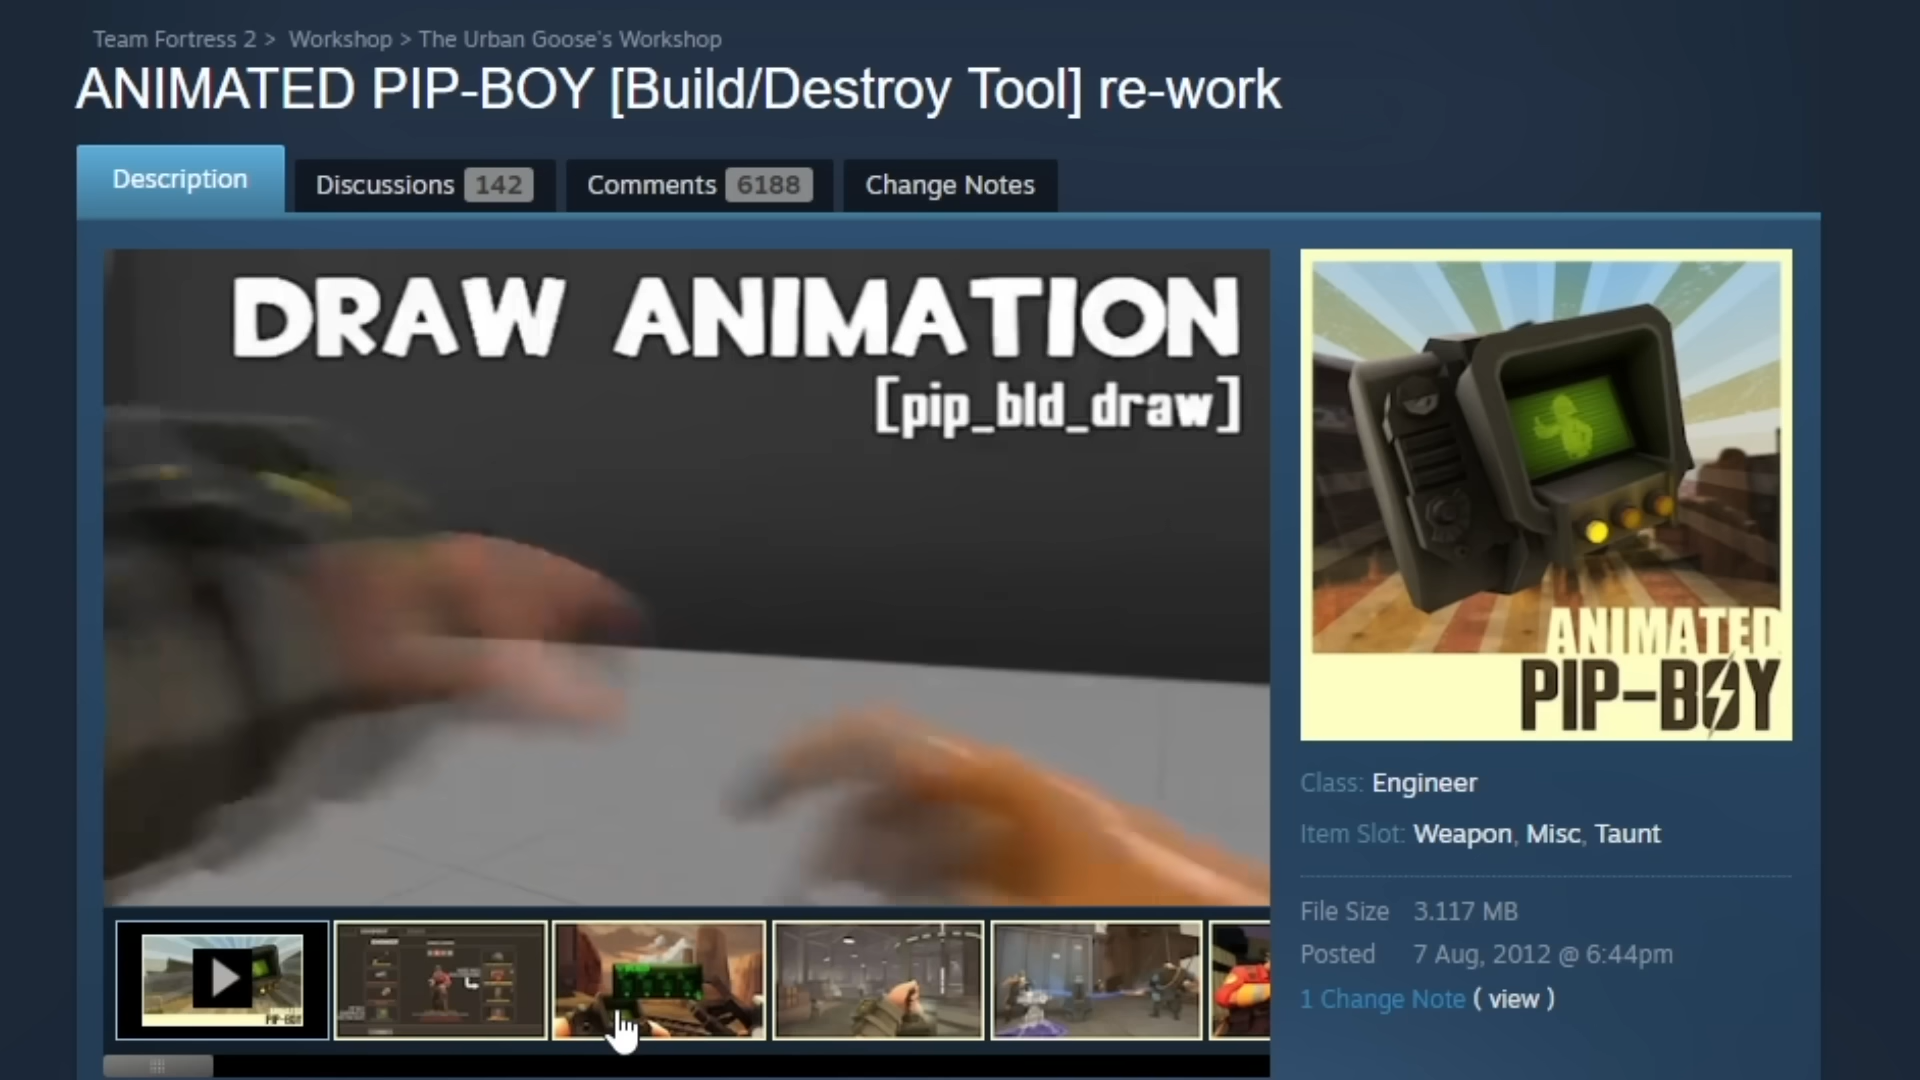 Team Fortress 2 > Workshop > The Urban Goose's Workshop
ANIMATED PIP-BOY [Build/Destroy Tool] re-work
Description
Discussions 142
Comments 6188
Change Notes
DRAW ANIMATION
[pip_bld_draw]
ANIMATED
PIP-BOY
Class: Engineer
Item Slot: Weapon, Misc, Taunt
File Size 3.117 MB
Posted 7 Aug, 2012 @ 6:44pm
1 Change Note ( view )
PIP-BOY